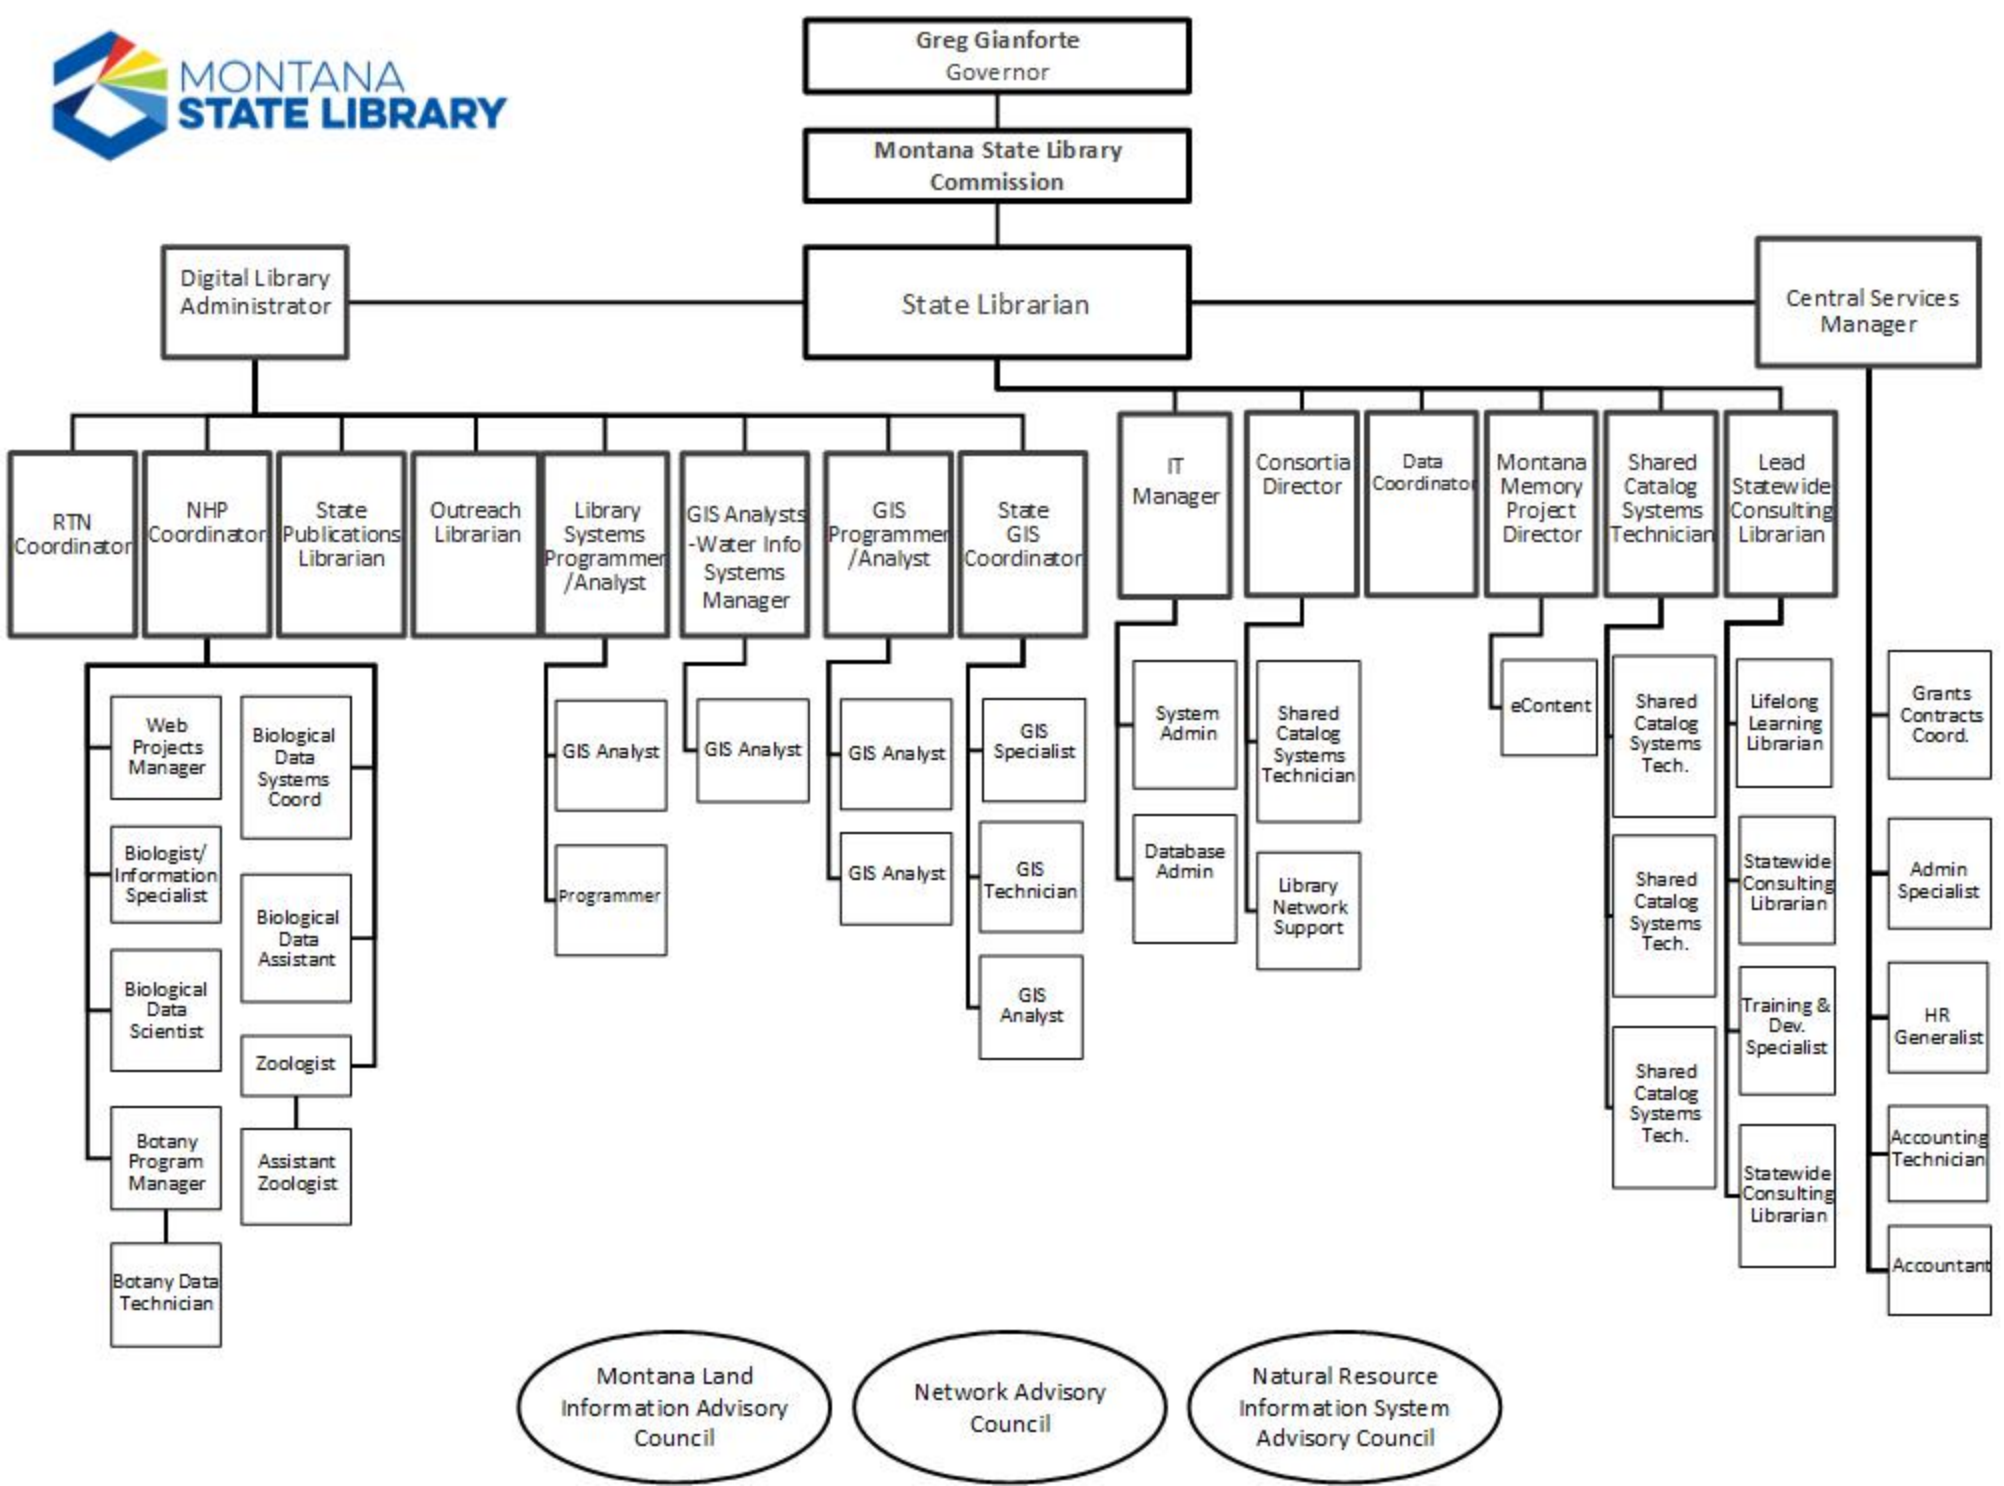 MONTANA
STATE LIBRARY
Greg Gianforte
Governor
Montana State Library
Commission
Digital Library
Administrator
State Librarian
Central Services
Manager
RTN
Coordinator
NHP
Coordinator
State
Publications
Librarian
Outreach
Librarian
Library
Systems
Programmer
/Analyst
GIS Analysts
-Water Info
Systems
Manager
GIS
Programmer
/Analyst
State
GIS
Coordinator
IT
Manager
Consortia
Director
Data
Coordinator
Montana
Memory
Project
Director
Shared
Catalog
Systems
Technician
Lead
Statewide
Consulting
Librarian
Web
Projects
Manager
Biologist/
Information
Specialist
Biological
Data
Scientist
Botany
Program
Manager
Botany Data
Technician
Biological
Data
Systems
Coord
Biological
Data
Assistant
Zoologist
Assistant
Zoologist
GIS Analyst
Programmer
GIS Analyst
GIS Analyst
GIS Analyst
GIS
Specialist
GIS
Technician
GIS
Analyst
System
Admin
Database
Admin
Shared
Catalog
Systems
Technician
Library
Network
Support
eContent
Shared
Catalog
Systems
Tech.
Shared
Catalog
Systems
Tech.
Shared
Catalog
Systems
Tech.
Lifelong
Learning
Librarian
Statewide
Consulting
Librarian
Training &
Dev.
Specialist
Statewide
Consulting
Librarian
Grants
Contracts
Coord.
Admin
Specialist
HR
Generalist
Accounting
Technician
Accountant
Montana Land
Information Advisory
Council
Network Advisory
Council
Natural Resource
Information System
Advisory Council